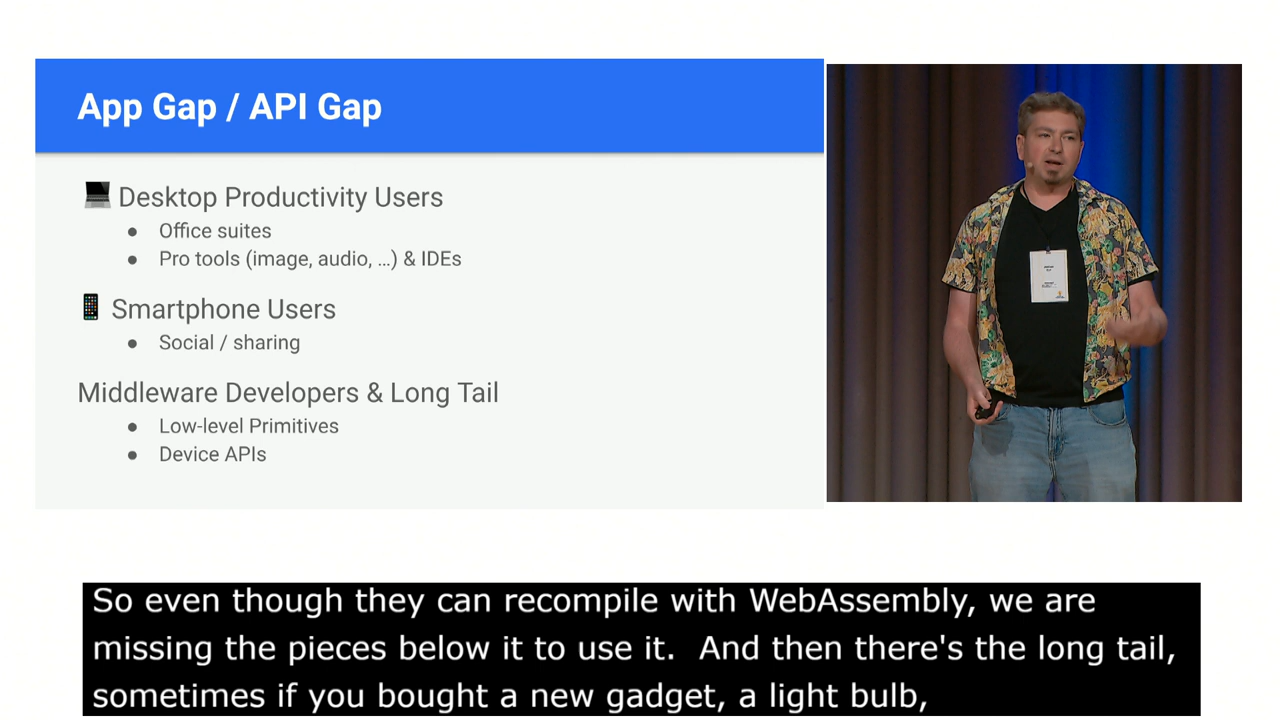 App Gap / API Gap
Desktop Productivity Users
● Office suites
● Pro tools (image, audio, ...) & IDEs
Smartphone Users
● Social / sharing
Middleware Developers & Long Tail
● Low-level Primitives
● Device APIs
So even though they can recompile with WebAssembly, we are
missing the pieces below it to use it.  And then there's the long tail,
sometimes if you bought a new gadget, a light bulb,